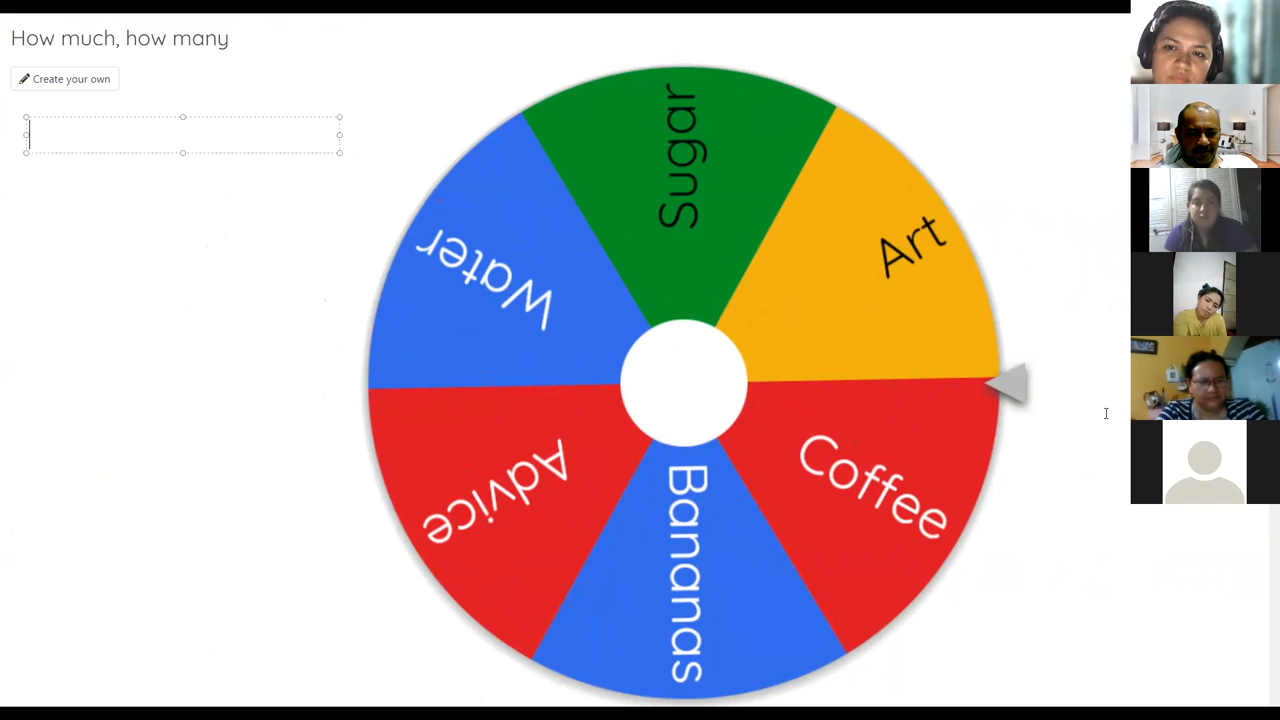 How much, how many
Create your own
Sugar
Art
Coffee
Bananas
Advice
Water